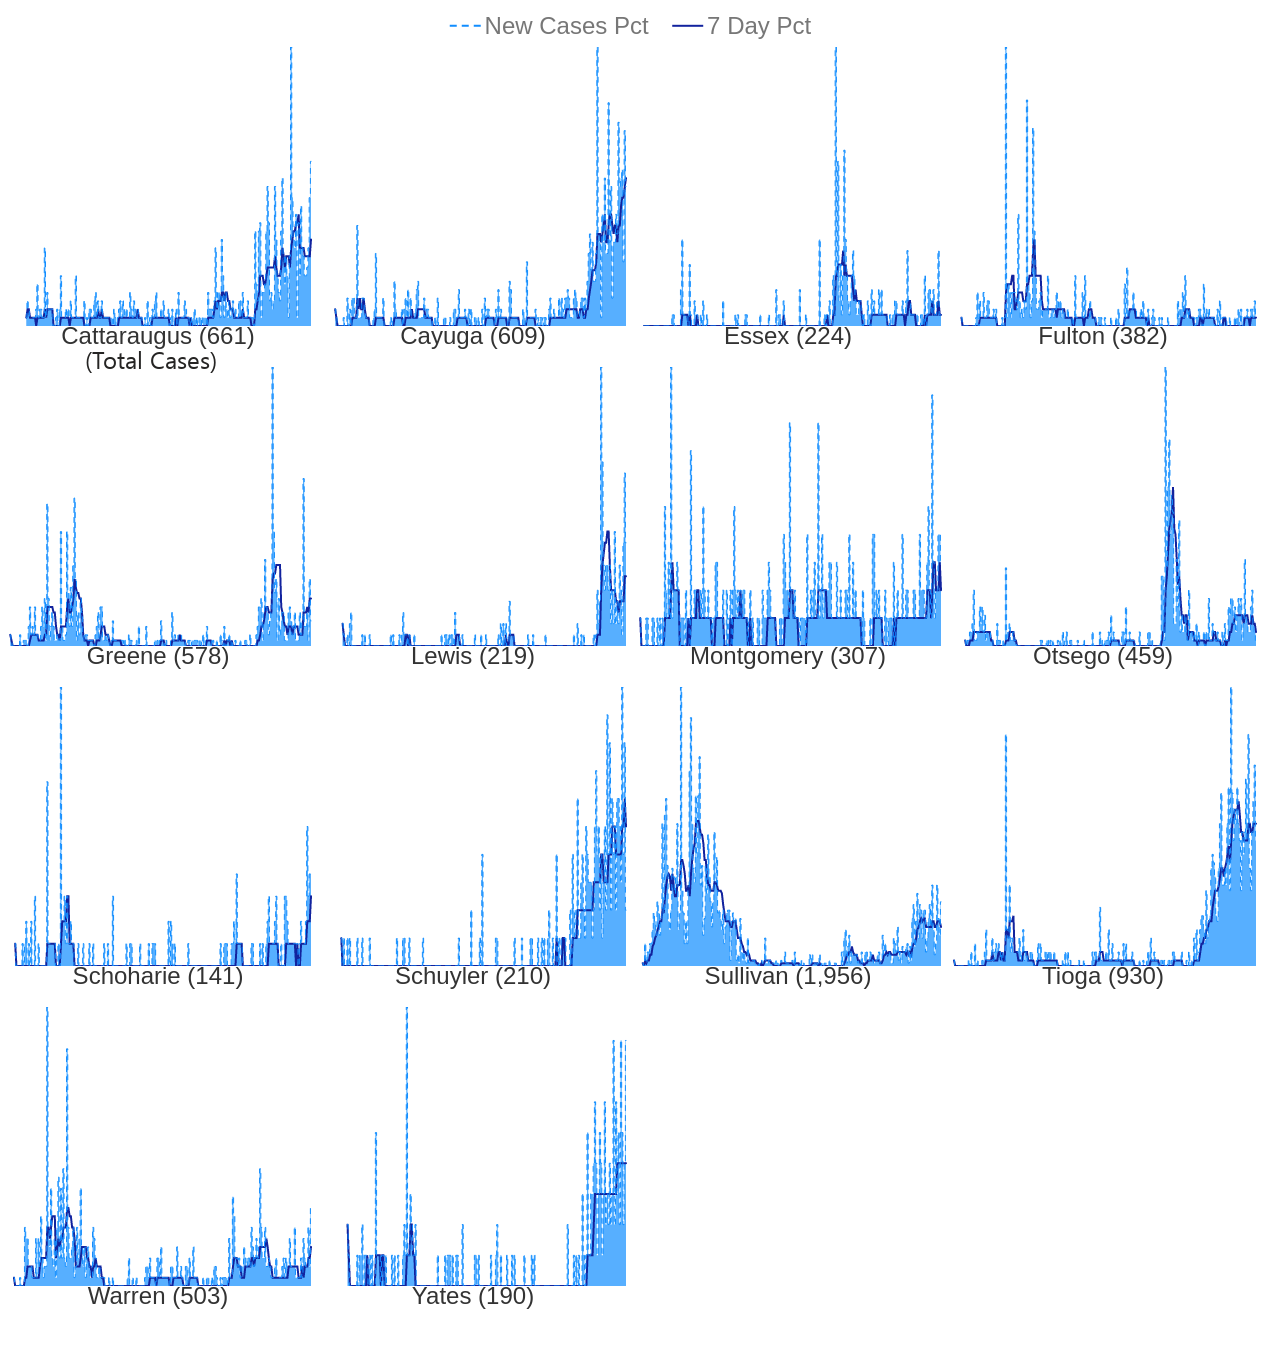 New Cases Pct 7 Day Pct
Cattaraugus (661) Cayuga (609) Essex (224) Fulton (382)
(Total Cases)
Greene (578) Lewis (219) Montgomery (307) Otsego (459)
Schoharie (141) Schuyler (210) Sullivan (1,956) Tioga (930)
Warren (503) Yates (190)